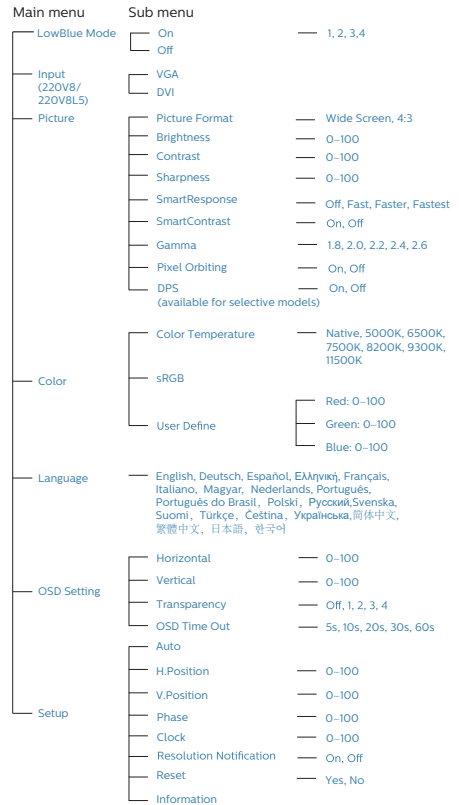 Main menu Sub menu
LowBlue Mode On 1, 2, 3,4
Off
Input
(220V8/
220V8L5)
VGA
DVI
Picture Picture Format Wide Screen, 4:3
Brightness 0–100
Contrast 0–100
Sharpness 0–100
SmartResponse Off, Fast, Faster, Fastest
SmartContrast On, Off
Gamma 1.8, 2.0, 2.2, 2.4, 2.6
Pixel Orbiting On, Off
DPS On, Off
(available for selective models)
Color Color Temperature Native, 5000K, 6500K,
7500K, 8200K, 9300K,
11500K
sRGB
User Define Red: 0–100
Green: 0–100
Blue: 0–100
Language English, Deutsch, Español, Ελληνική, Français,
Italiano, Magyar, Nederlands, Português,
Português do Brasil, Polski, Русский,Svenska,
Suomi, Türkçe, Čeština, Українська,简体中文,
繁體中文, 日本語, 한국어
OSD Setting Horizontal 0–100
Vertical 0–100
Transparency Off, 1, 2, 3, 4
OSD Time Out 5s, 10s, 20s, 30s, 60s
Setup Auto
H.Position 0–100
V.Position 0–100
Phase 0–100
Clock 0–100
Resolution Notification On, Off
Reset Yes, No
Information